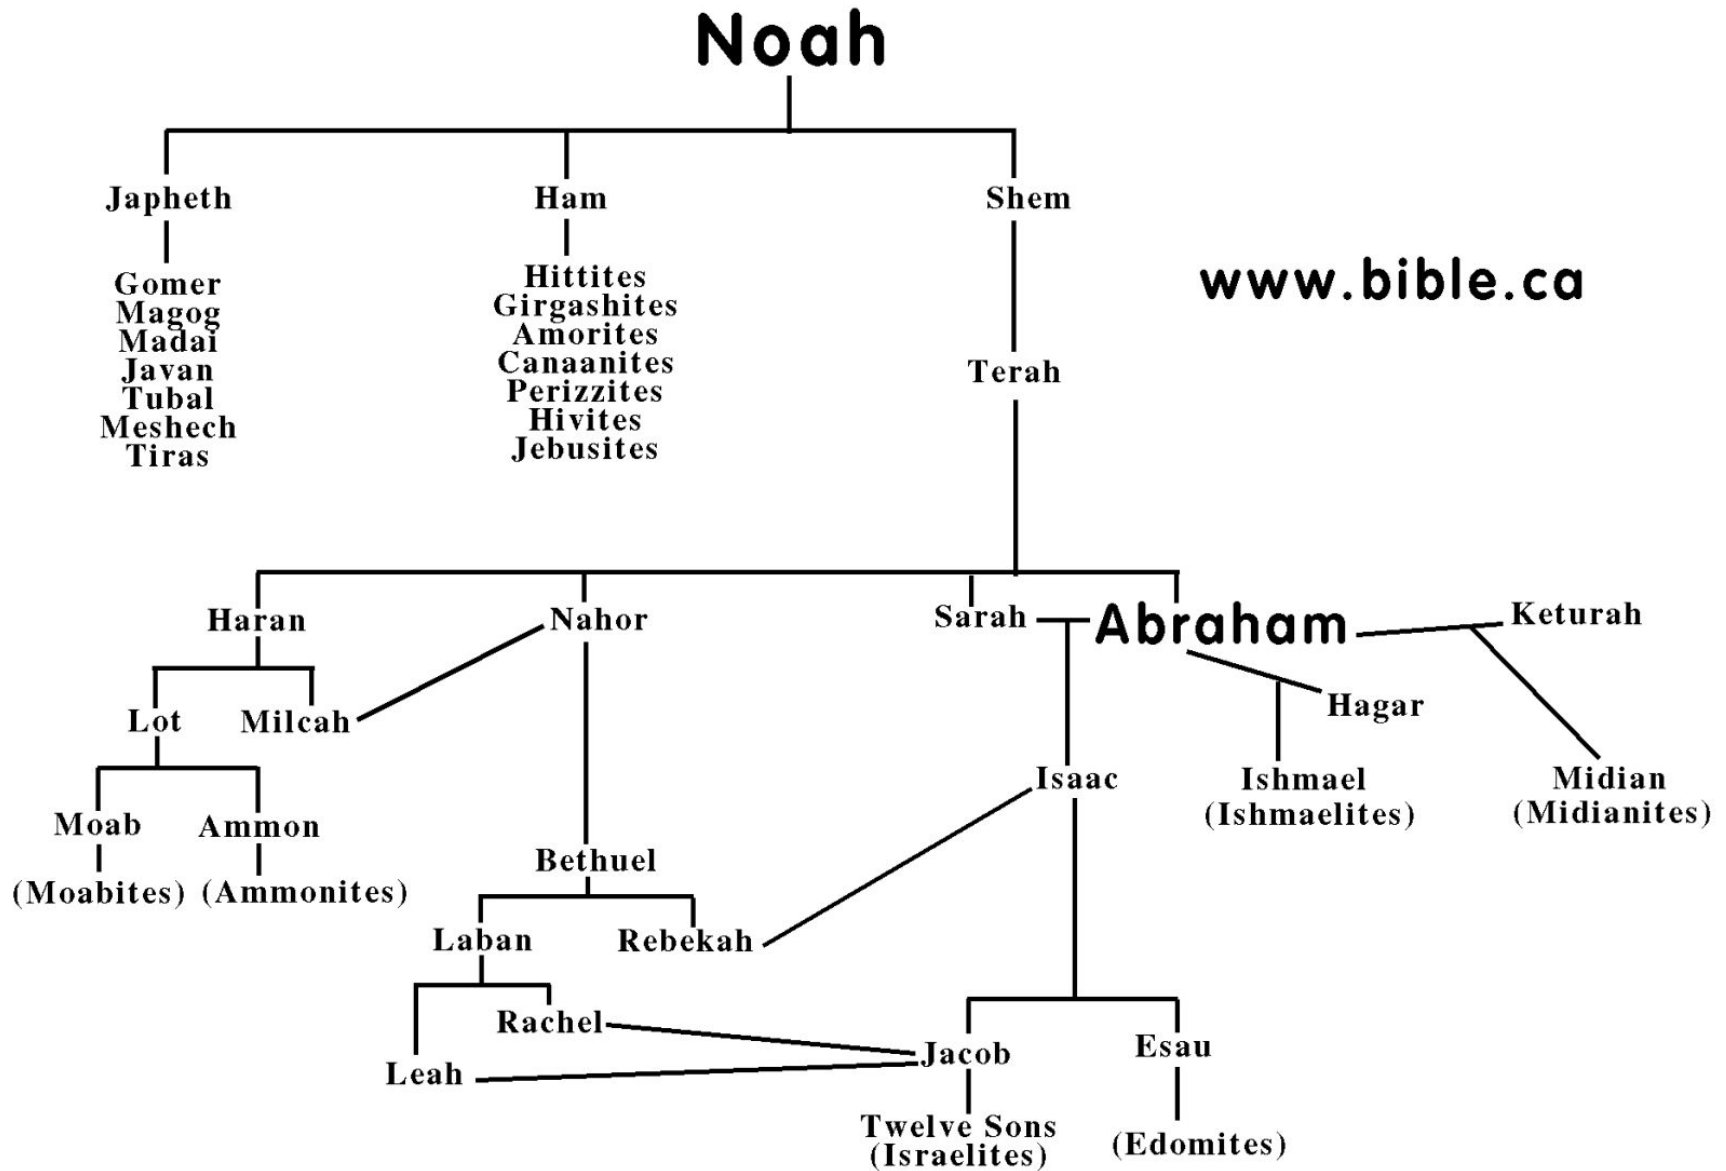 Noah
Japheth
Ham
Shem
Gomer
Magog
Madai
Javan
Tubal
Meshech
Tiras
Hittites
Girgashites
Amorites
Canaanites
Perizzites
Hivites
Jebusites
www.bible.ca
Terah
Haran
Nahor
Sarah
Abraham
Keturah
Lot
Milcah
Hagar
Isaac
Ishmael
(Ishmaelites)
Midian
(Midianites)
Moab
Ammon
(Moabites)
(Ammonites)
Bethuel
Laban
Rebekah
Rachel
Leah
Jacob
Esau
Twelve Sons
(Israelites)
(Edomites)